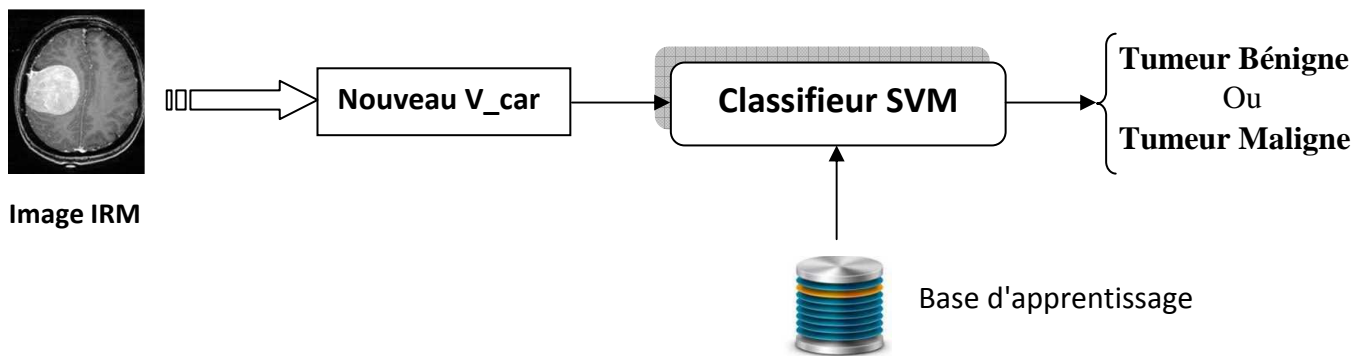 Image IRM
Nouveau V_car
Classifieur SVM
Tumeur Bénigne
Ou
Tumeur Maligne
Base d'apprentissage